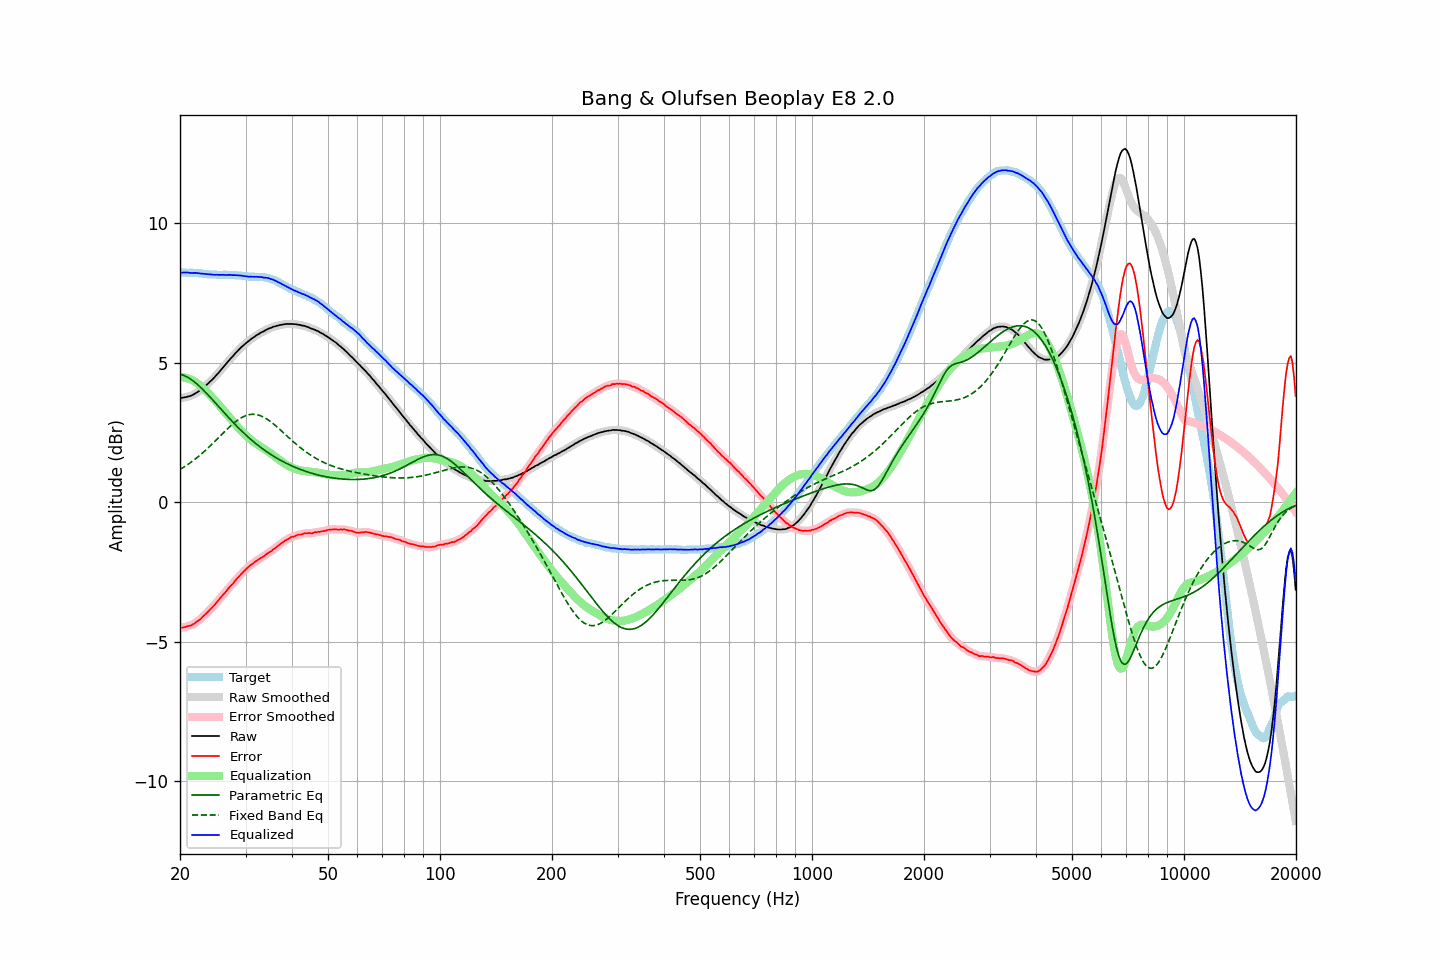 Bang & Olufsen Beoplay E8 2.0
Amplitude (dBr)
10
5
0
−5
−10
Target
Raw Smoothed
Error Smoothed
Raw
Error
Equalization
Parametric Eq
Fixed Band Eq
Equalized
20 50 100 200 500 1000 2000 5000 10000 20000
Frequency (Hz)